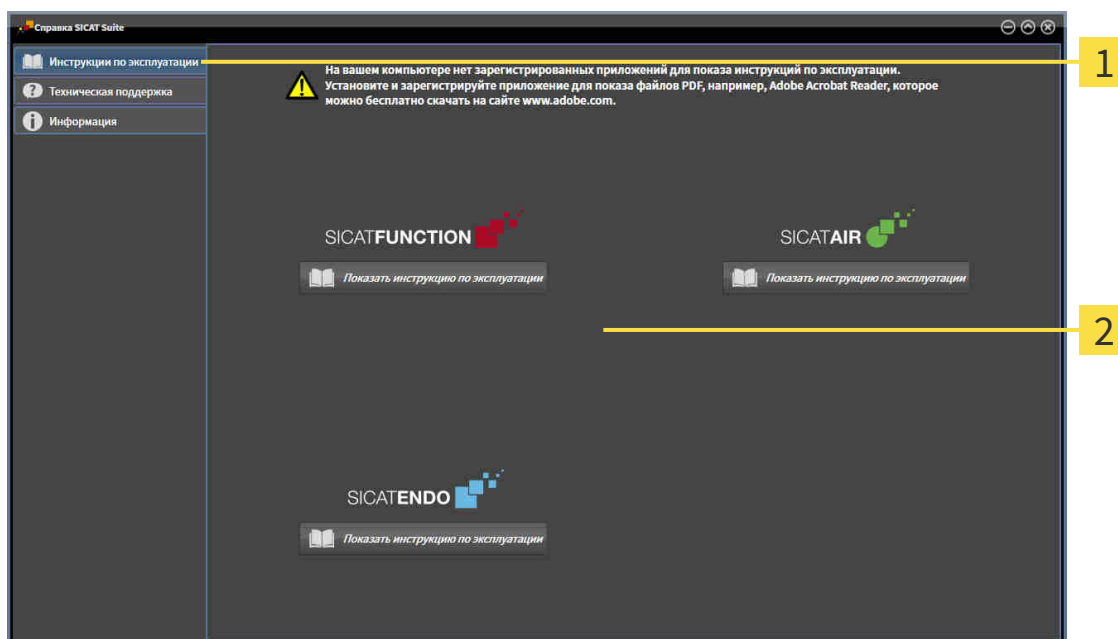 Справка SICAT Suite
Инструкции по эксплуатации
1
Техническая поддержка
Информация
На вашем компьютере нет зарегистрированных приложений для показа инструкций по эксплуатации.
Установите и зарегистрируйте приложение для показа файлов PDF, например, Adobe Acrobat Reader, которое
можно бесплатно скачать на сайте www.adobe.com.
SICATFUNCTION
SICATAIR
Показать инструкцию по эксплуатации
Показать инструкцию по эксплуатации
2
SICATENDO
Показать инструкцию по эксплуатации